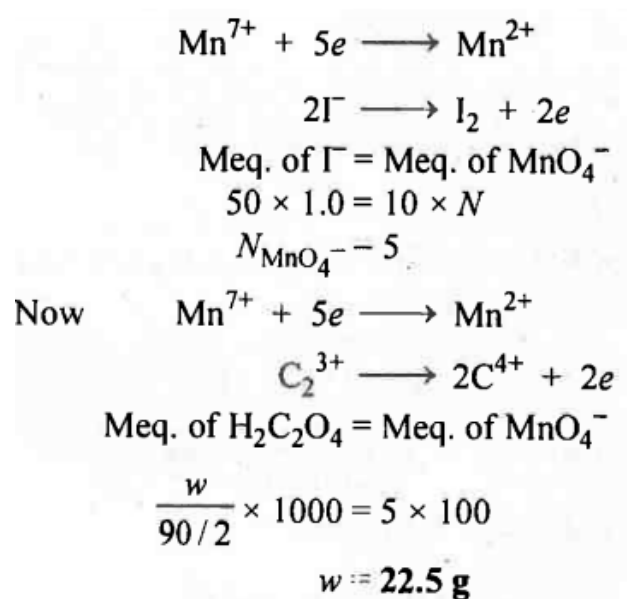 Mn⁷⁺ + 5e ⟶ Mn²⁺
2I⁻ ⟶ I₂ + 2e
Meq. of I⁻ = Meq. of MnO₄⁻
50 × 1.0 = 10 × N
N_MnO₄⁻ = 5
Now Mn⁷⁺ + 5e ⟶ Mn²⁺
C₂³⁺ ⟶ 2C⁴⁺ + 2e
Meq. of H₂C₂O₄ = Meq. of MnO₄⁻
w / (90/2) × 1000 = 5 × 100
w = 22.5 g